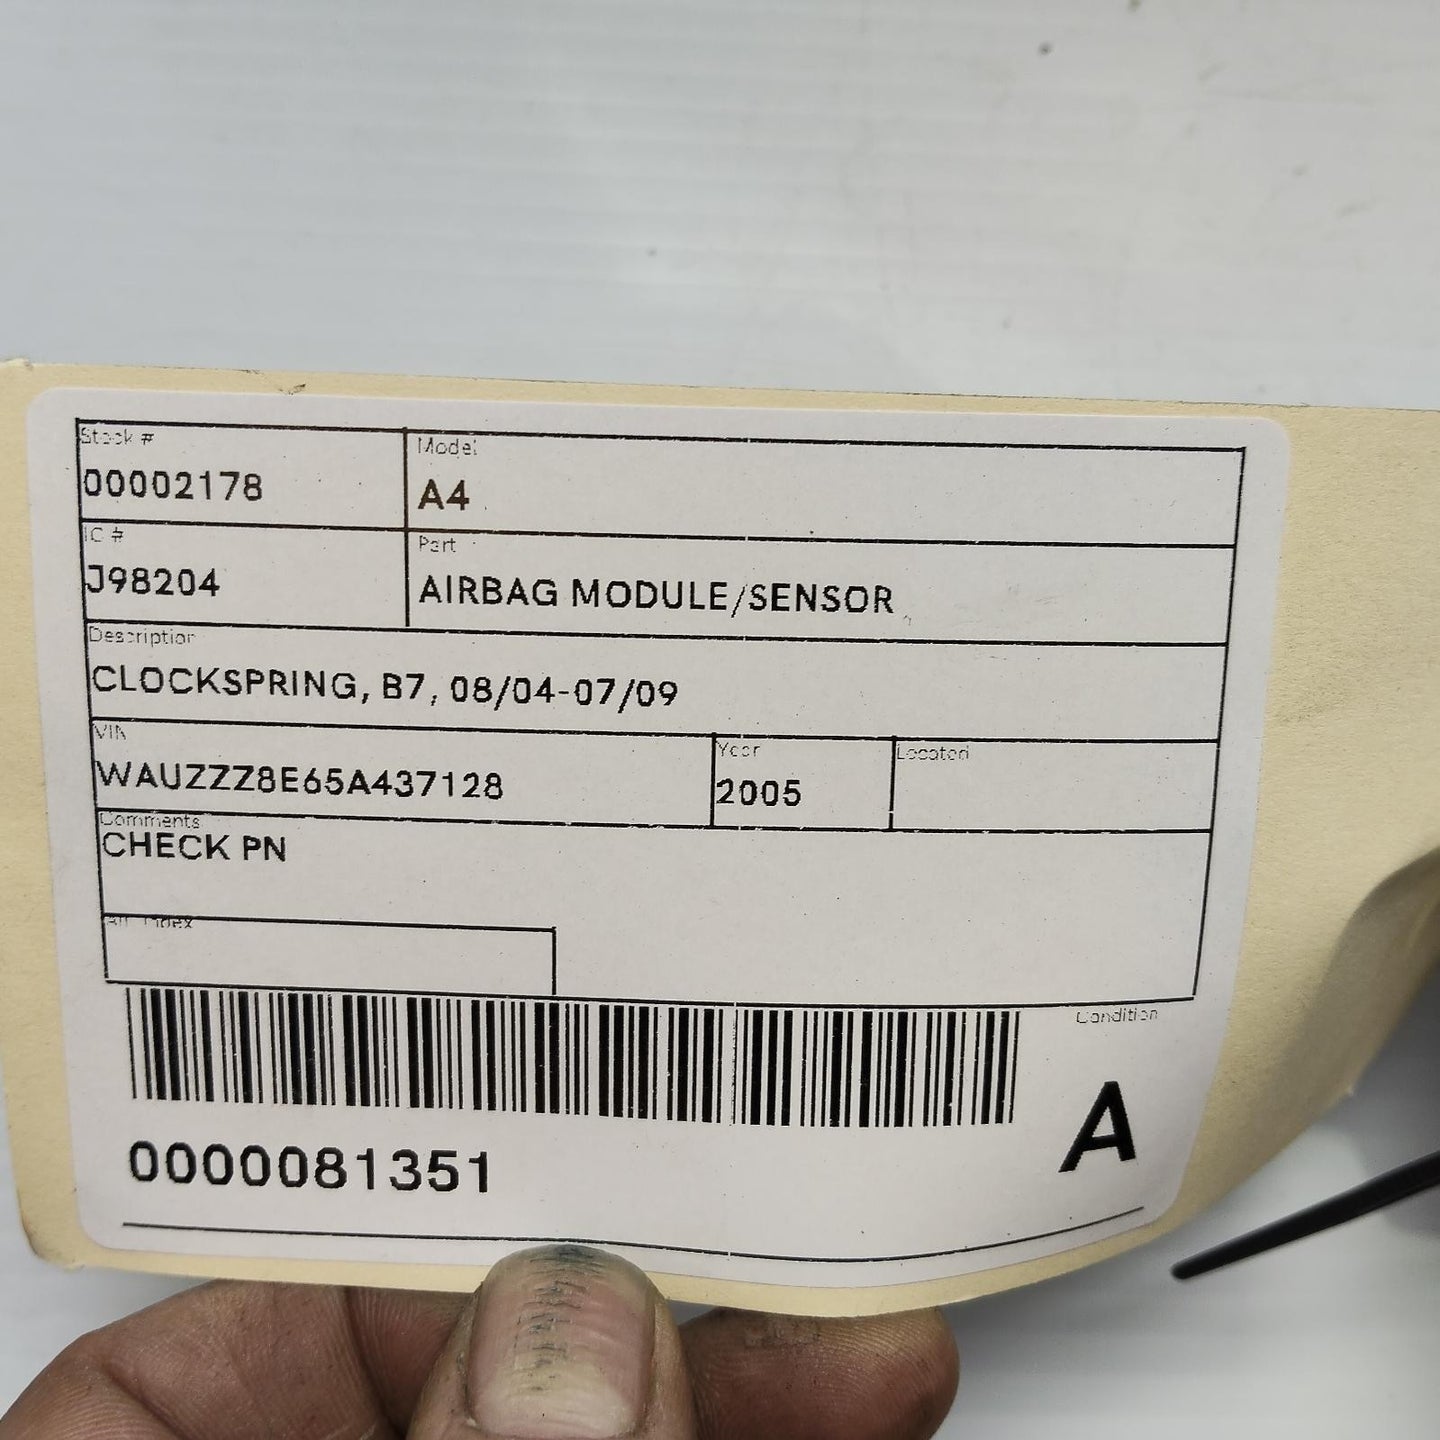 Stock #
00002178
Model
A4
IC #
J98204
Part
AIRBAG MODULE/SENSOR
Description
CLOCKSPRING, B7, 08/04-07/09
VIN
WAUZZZ8E65A437128
Year
2005
Located
Comments
CHECK PN
Index
0000081351
Condition
A